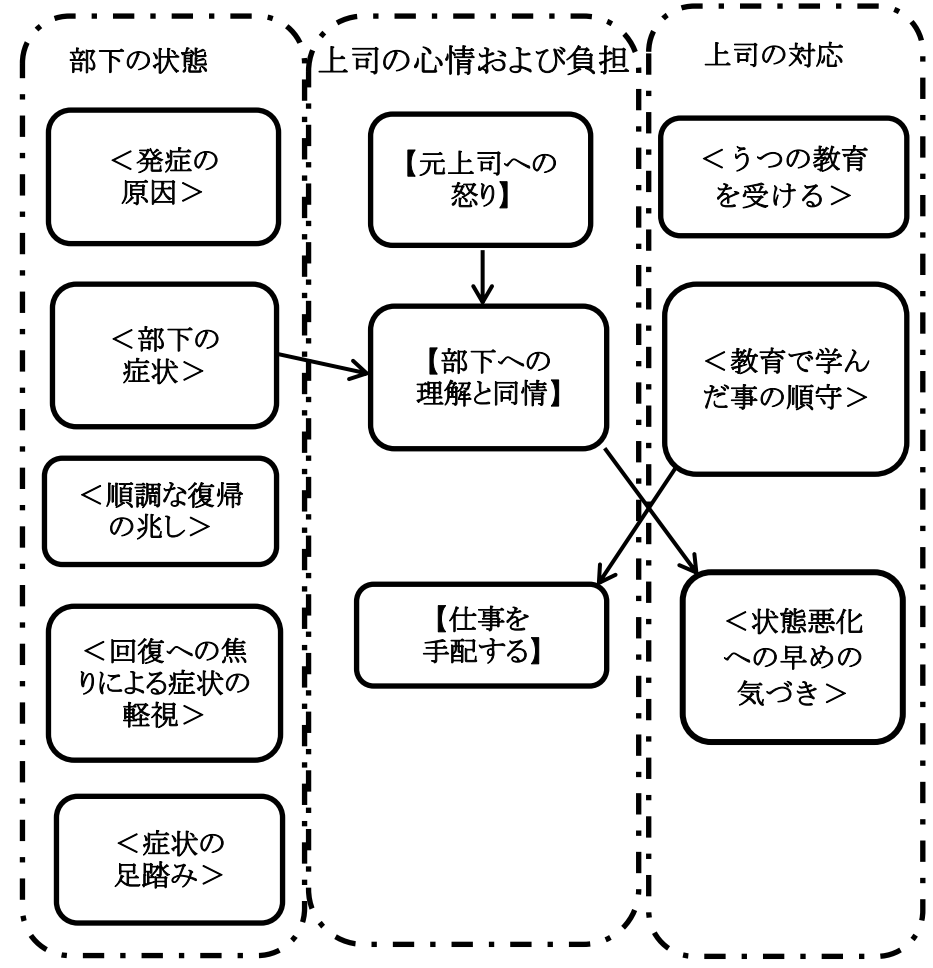 部下の状態
＜発症の
原因＞
＜部下の
症状＞
＜順調な復帰
の兆し＞
＜回復への焦
りによる症状の
軽視＞
＜症状の
足踏み＞
上司の心情および負担
【元上司への
怒り】
【部下への
理解と同情】
【仕事を
手配する】
上司の対応
＜うつの教育
を受ける＞
＜教育で学ん
だ事の順守＞
＜状態悪化
への早めの
気づき＞